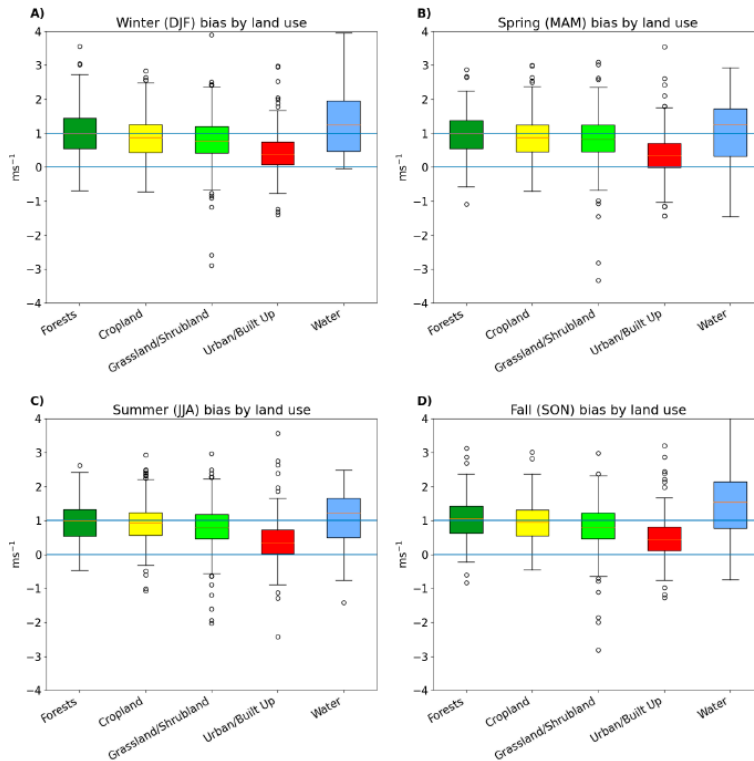 A)
Winter (DJF) bias by land use
4
3
2
1
0
−1
−2
−3
−4
ms⁻¹
Forests
Cropland
Grassland/Shrubland
Urban/Built Up
Water
B)
Spring (MAM) bias by land use
4
3
2
1
0
−1
−2
−3
−4
ms⁻¹
Forests
Cropland
Grassland/Shrubland
Urban/Built Up
Water
C)
Summer (JJA) bias by land use
4
3
2
1
0
−1
−2
−3
−4
ms⁻¹
Forests
Cropland
Grassland/Shrubland
Urban/Built Up
Water
D)
Fall (SON) bias by land use
4
3
2
1
0
−1
−2
−3
−4
ms⁻¹
Forests
Cropland
Grassland/Shrubland
Urban/Built Up
Water